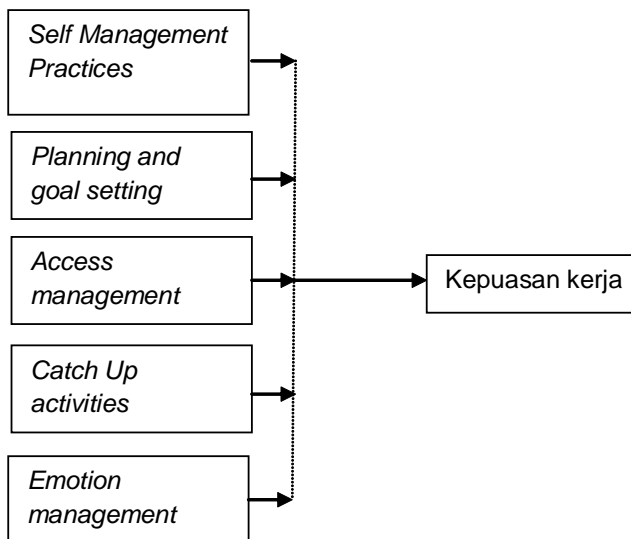 Self Management
Practices
Planning and
goal setting
Access
management
Kepuasan kerja
Catch Up
activities
Emotion
management